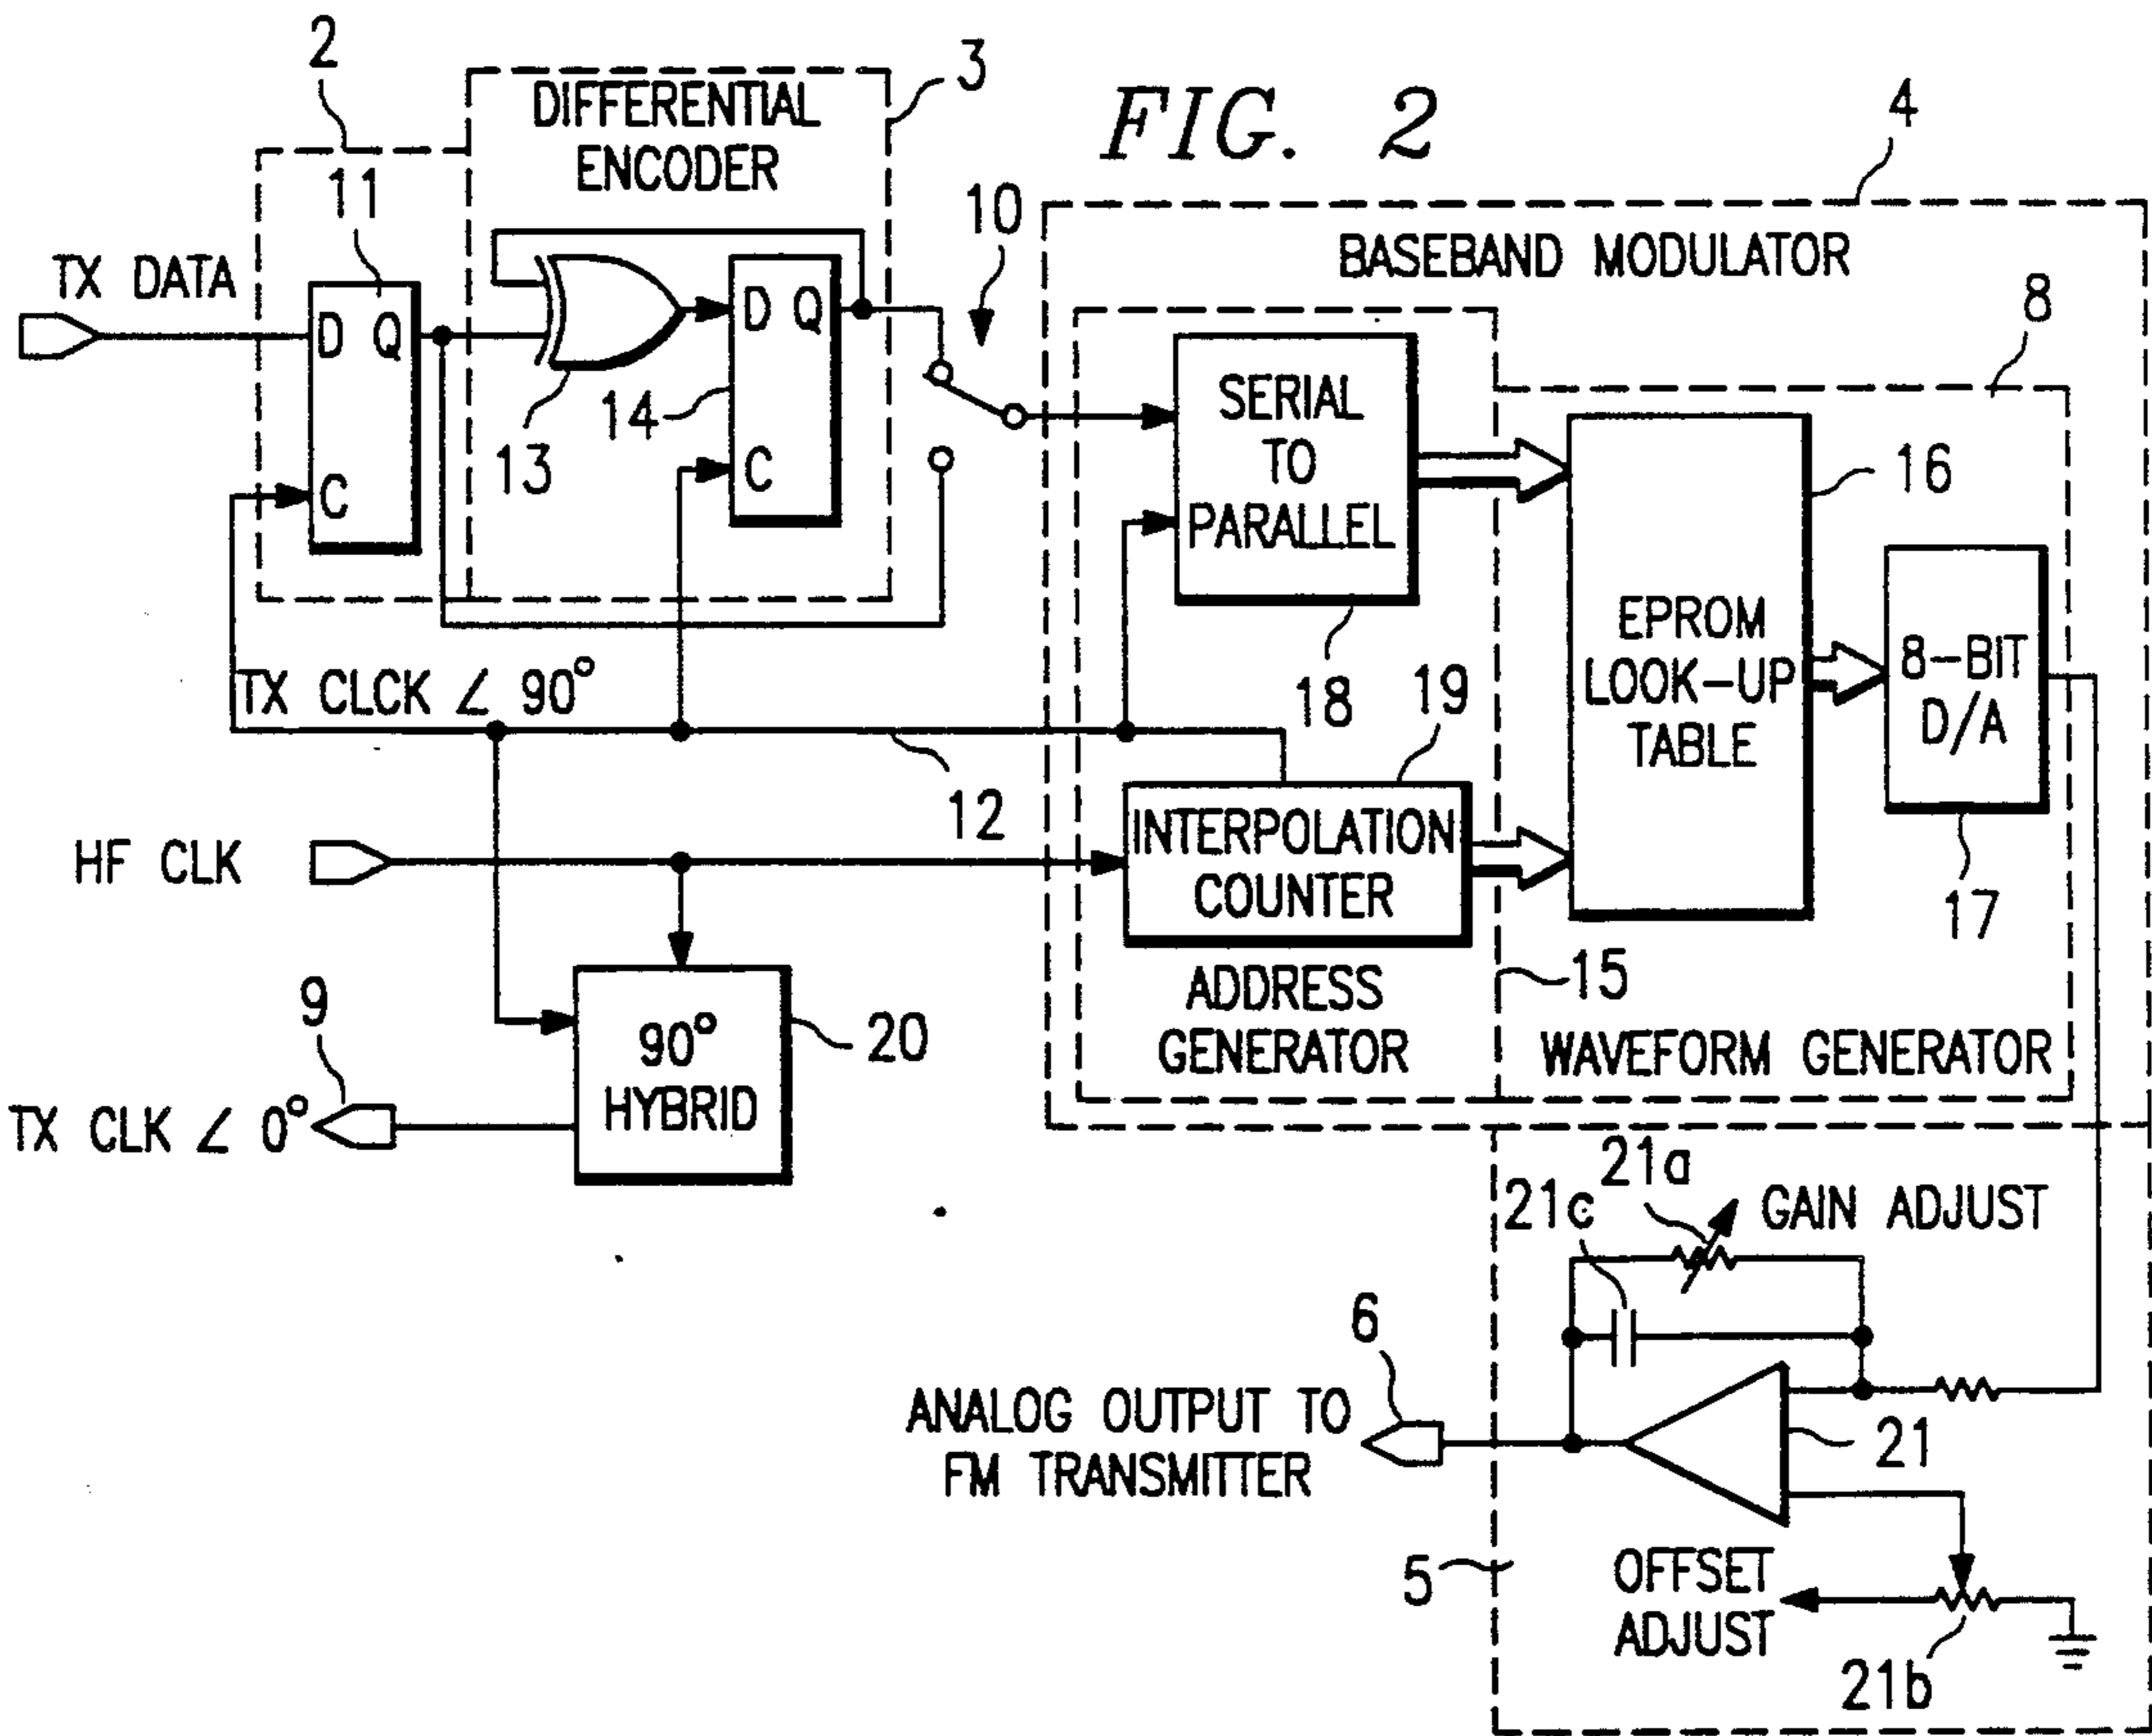 FIG. 2
2
3
4
DIFFERENTIAL
ENCODER
11
10
BASEBAND MODULATOR
8
TX DATA
D Q
C
13
14
D Q
C
SERIAL
TO
PARALLEL
18
16
EPROM
LOOK-UP
TABLE
8-BIT
D/A
17
TX CLCK ∠ 90°
12
19
HF CLK
INTERPOLATION
COUNTER
ADDRESS
GENERATOR
15
WAVEFORM GENERATOR
9
90°
HYBRID
20
TX CLK ∠ 0°
21a
21c
GAIN ADJUST
6
ANALOG OUTPUT TO
FM TRANSMITTER
21
5
OFFSET
ADJUST
21b